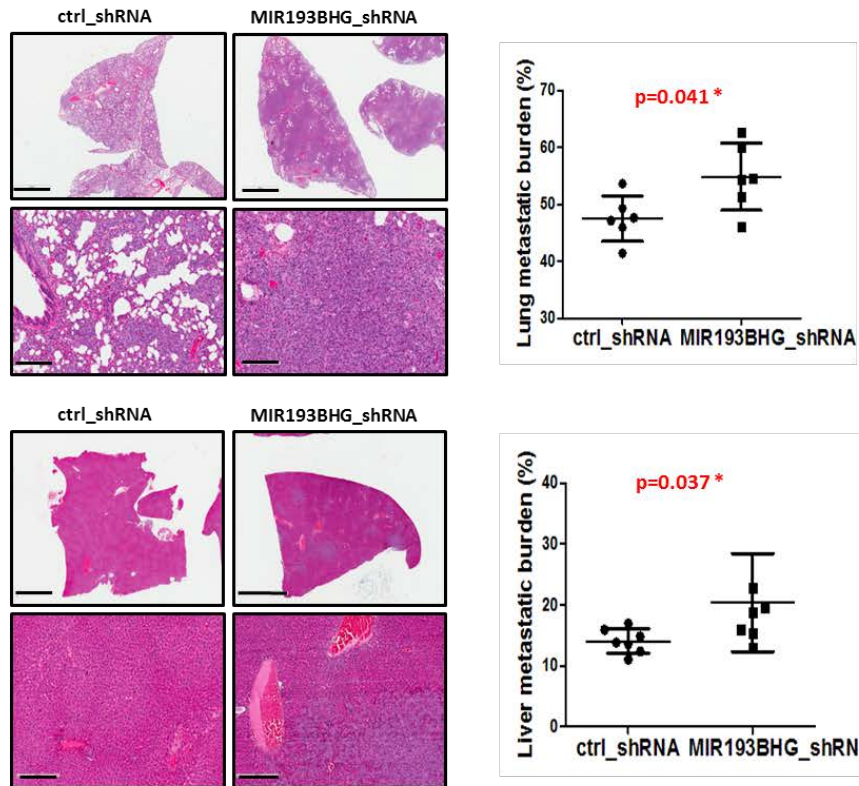 ctrl_shRNA MIR193BHG_shRNA
Lung metastatic burden (%)
70
60
50
40
30
p=0.041 *
ctrl_shRNA MIR193BHG_shRNA
ctrl_shRNA MIR193BHG_shRNA
Liver metastatic burden (%)
40
30
20
10
0
p=0.037 *
ctrl_shRNA MIR193BHG_shRN